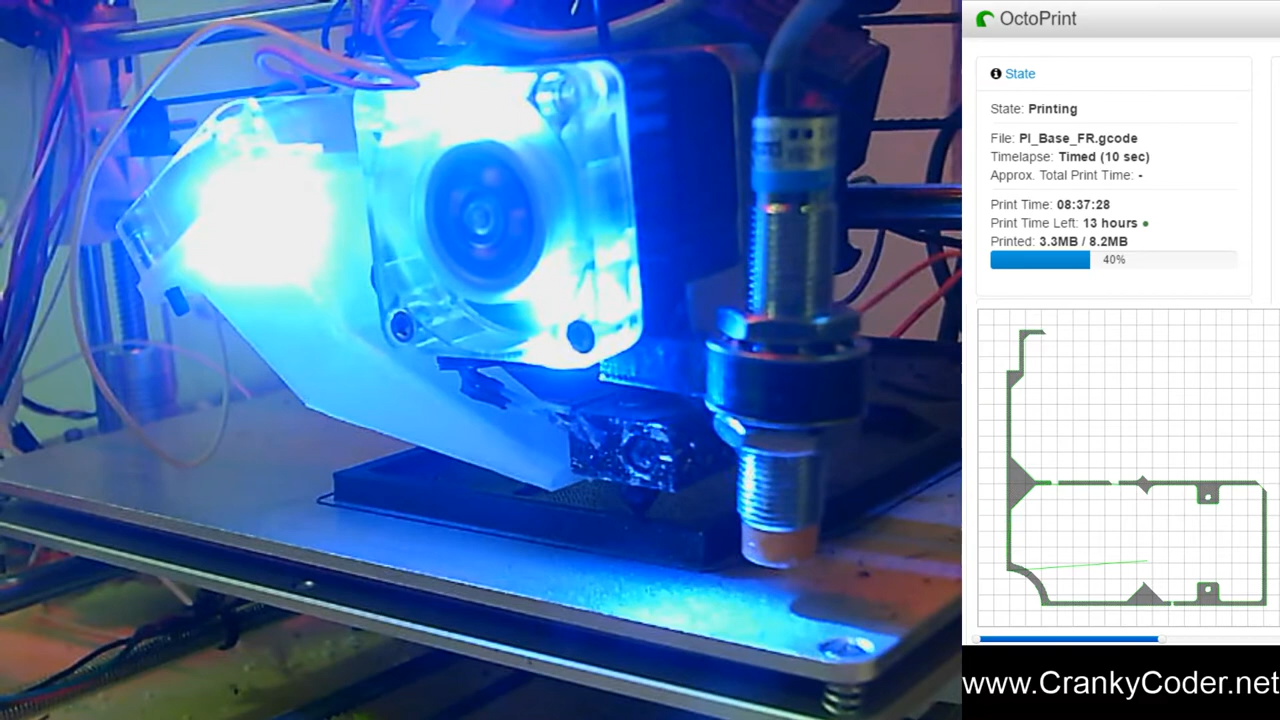 OctoPrint
State
State: Printing
File: PI_Base_FR.gcode
Timelapse: Timed (10 sec)
Approx. Total Print Time: -
Print Time: 08:37:28
Print Time Left: 13 hours
Printed: 3.3MB / 8.2MB
40%
www.CrankyCoder.net